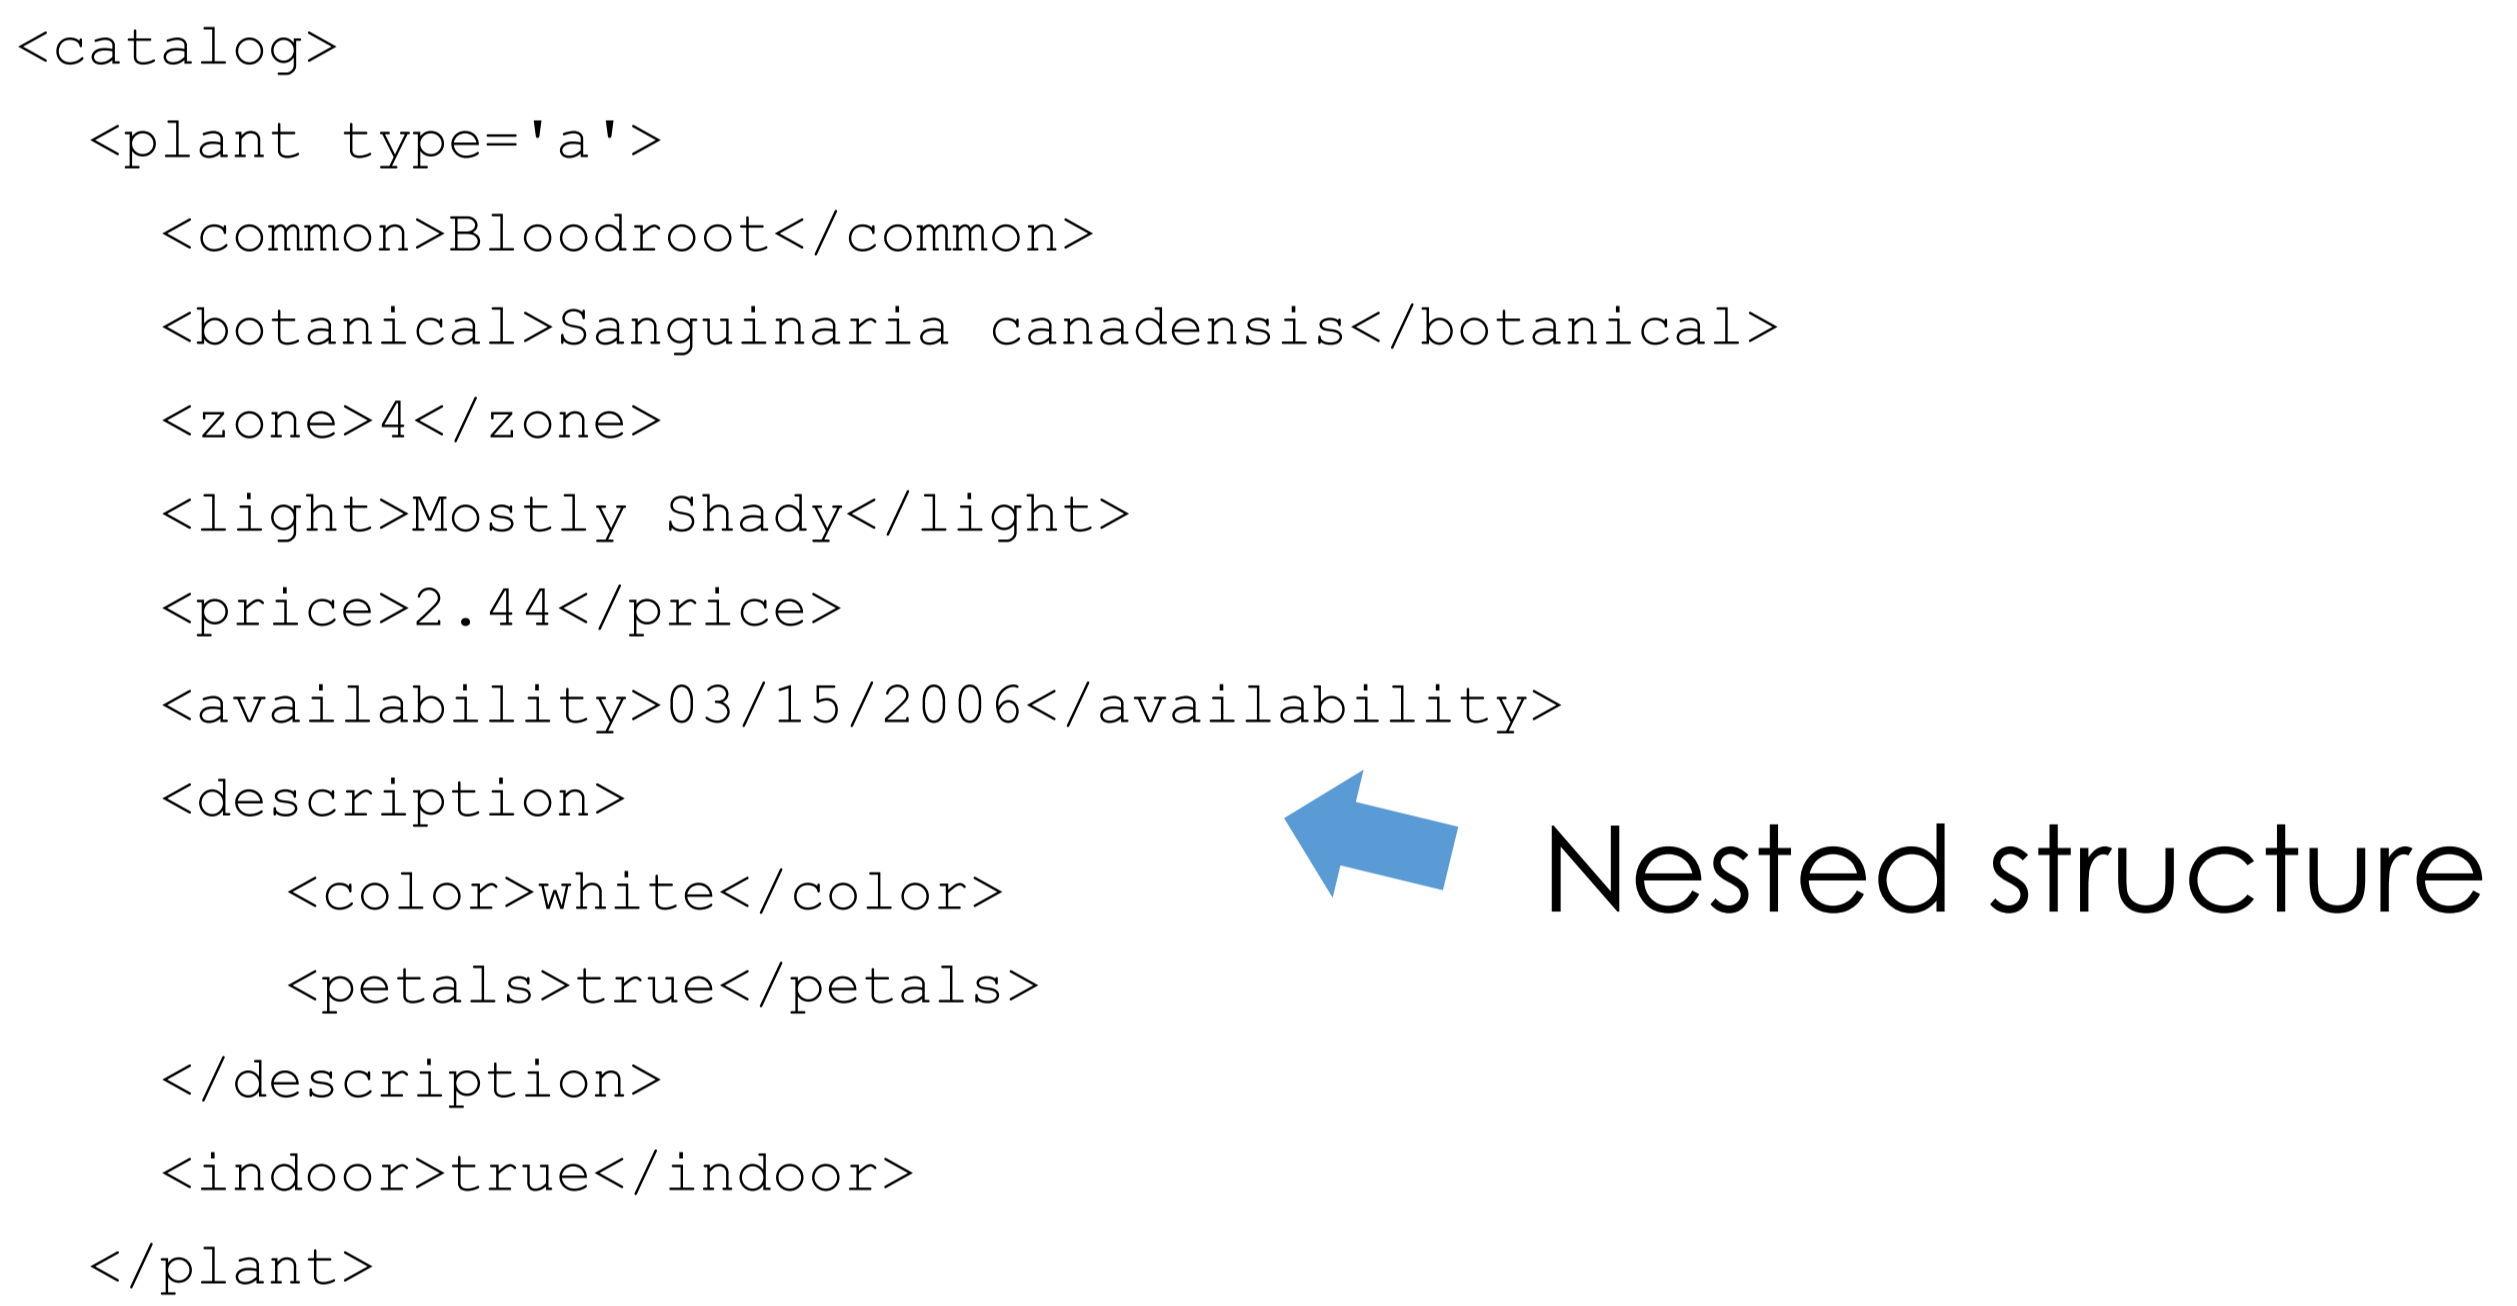 <catalog>
<plant type='a'>
<common>Bloodroot</common>
<botanical>Sanguinaria canadensis</botanical>
<zone>4</zone>
<light>Mostly Shady</light>
<price>2.44</price>
<availability>03/15/2006</availability>
<description>
<color>white</color>
Nested structure
<petals>true</petals>
</description>
<indoor>true</indoor>
</plant>